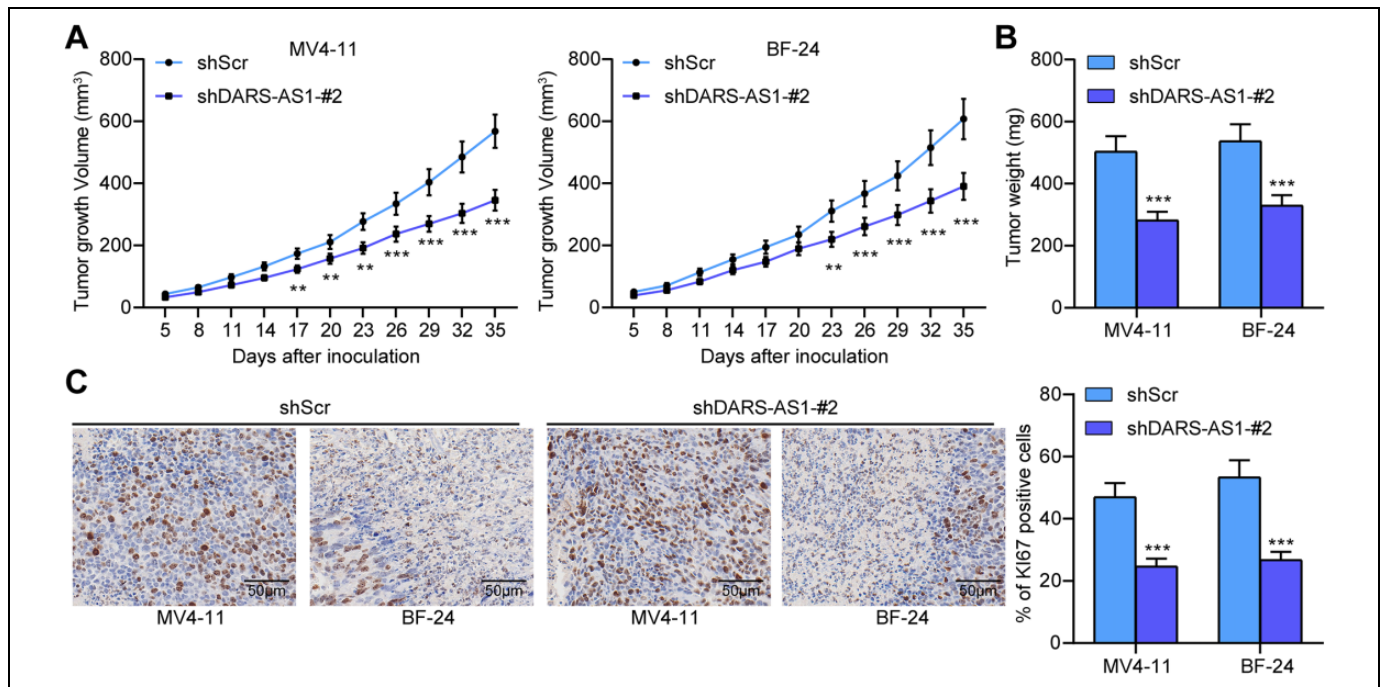 A
MV4-11
shScr
shDARS-AS1-#2
Tumor growth Volume (mm³)
800
600
400
200
0
** ** ** *** *** *** ***
5 8 11 14 17 20 23 26 29 32 35
Days after inoculation
BF-24
shScr
shDARS-AS1-#2
Tumor growth Volume (mm³)
800
600
400
200
0
** *** *** *** ***
5 8 11 14 17 20 23 26 29 32 35
Days after inoculation
B
shScr
shDARS-AS1-#2
Tumor weight (mg)
800
600
400
200
0
*** ***
MV4-11 BF-24
C
shScr shDARS-AS1-#2
50μm 50μm 50μm 50μm
MV4-11 BF-24 MV4-11 BF-24
shScr
shDARS-AS1-#2
% of KI67 positive cells
80
60
40
20
0
*** ***
MV4-11 BF-24